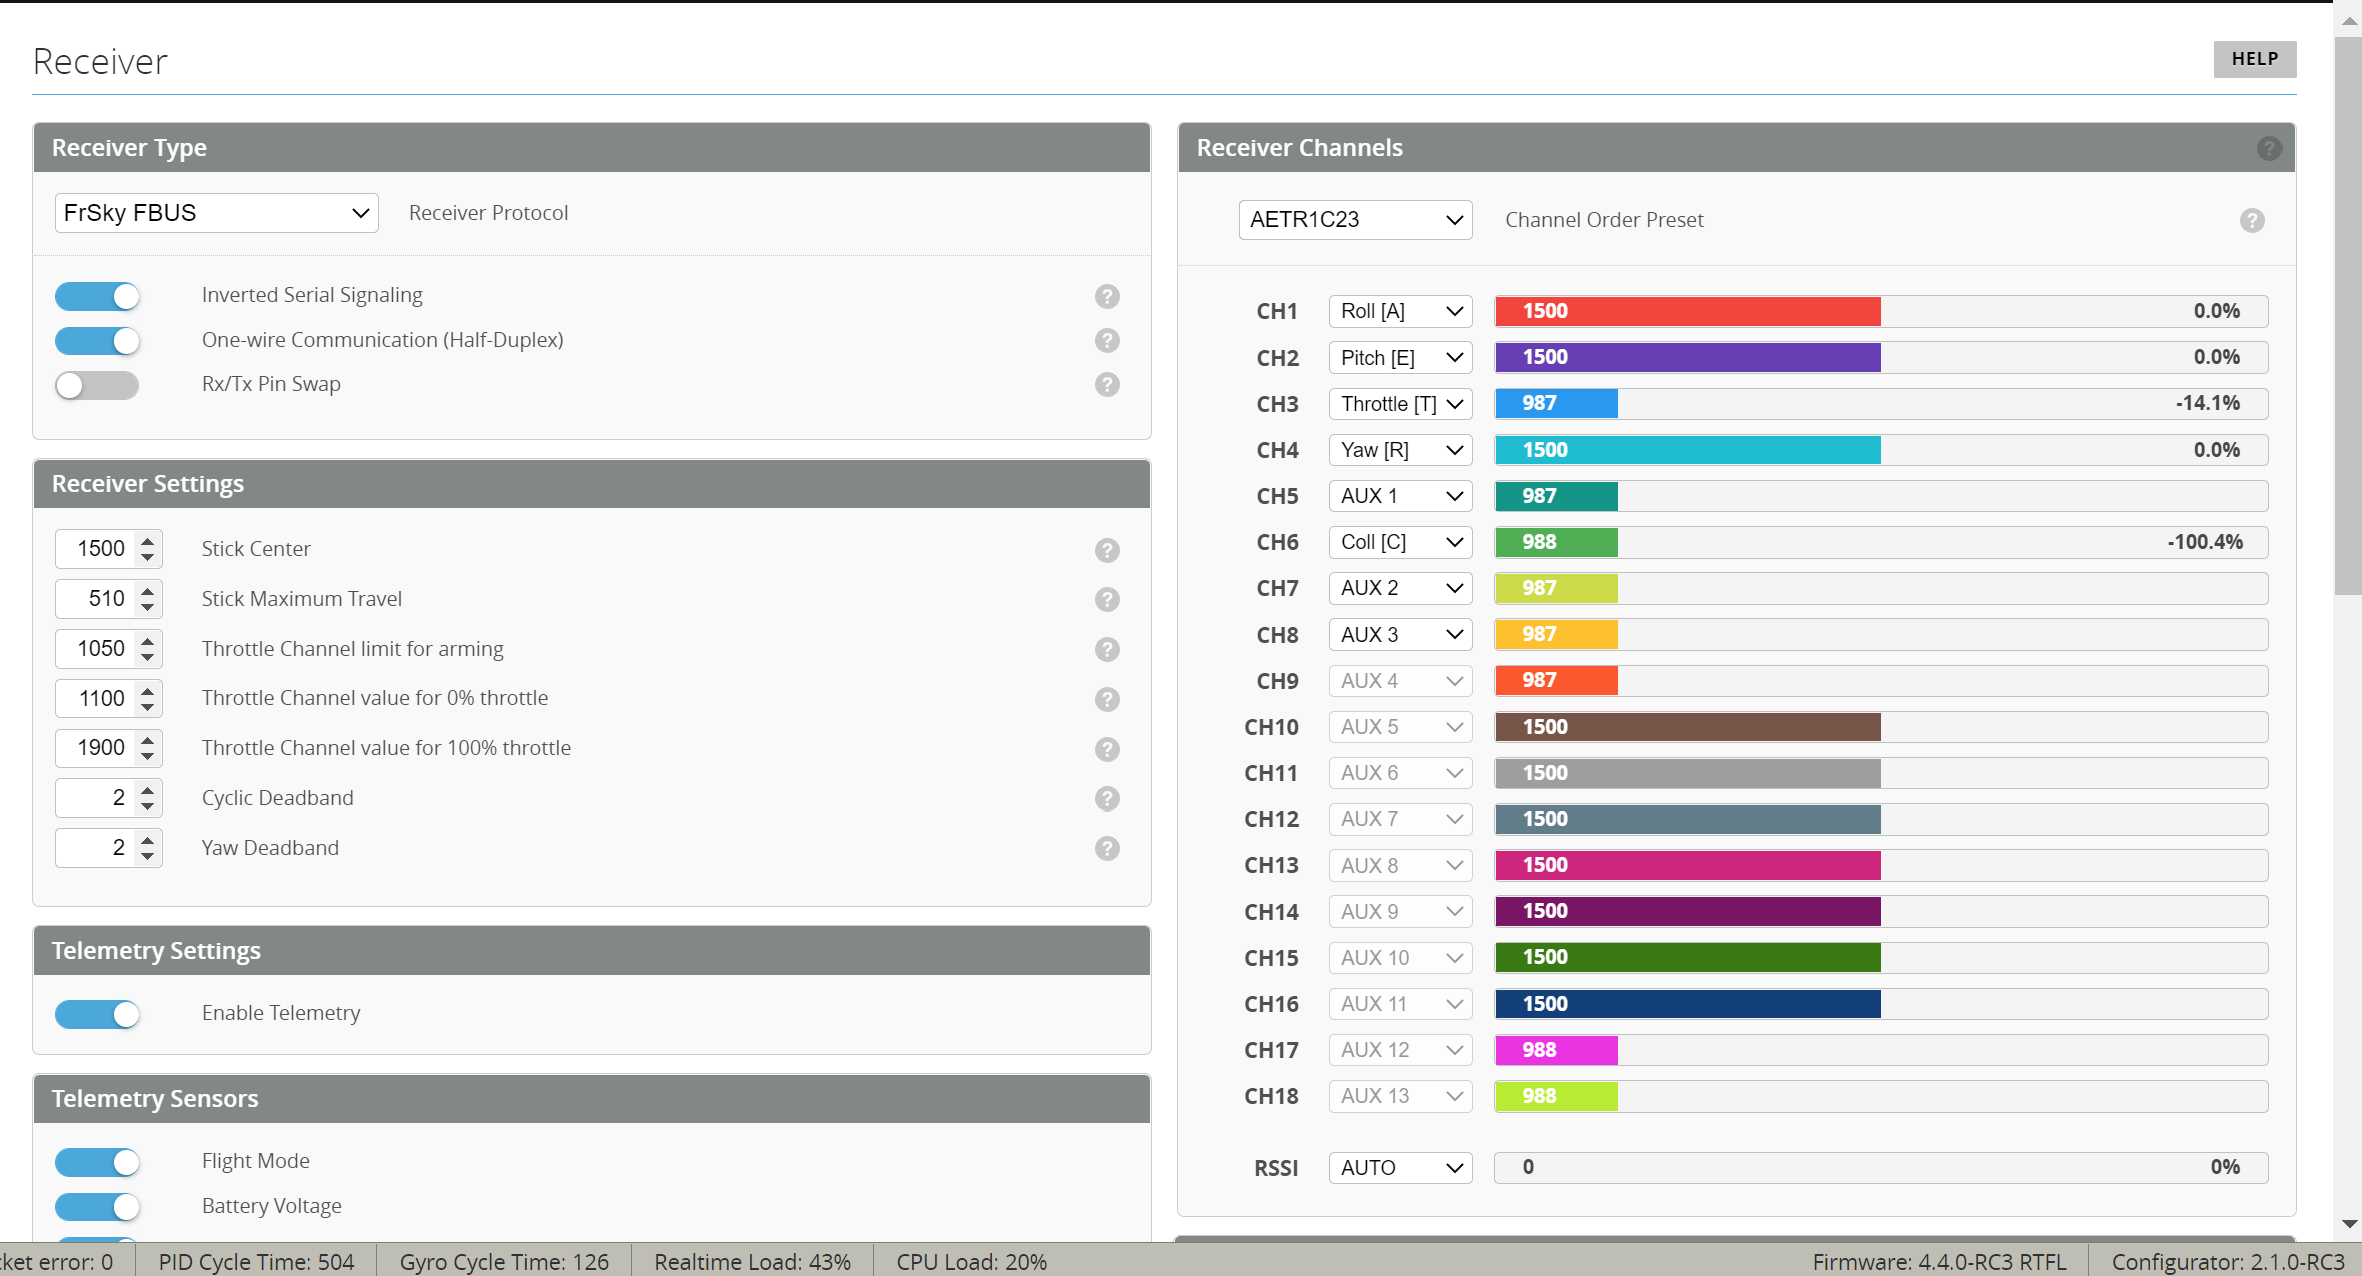 Receiver
HELP
Receiver Type
FrSky FBUS
Receiver Protocol
Inverted Serial Signaling
?
One-wire Communication (Half-Duplex)
?
Rx/Tx Pin Swap
?
Receiver Settings
1500
Stick Center
?
510
Stick Maximum Travel
?
1050
Throttle Channel limit for arming
?
1100
Throttle Channel value for 0% throttle
?
1900
Throttle Channel value for 100% throttle
?
2
Cyclic Deadband
?
2
Yaw Deadband
?
Telemetry Settings
Enable Telemetry
Telemetry Sensors
Flight Mode
Battery Voltage
Receiver Channels
?
AETR1C23
Channel Order Preset
?
CH1 Roll [A] 1500 0.0%
CH2 Pitch [E] 1500 0.0%
CH3 Throttle [T] 987 -14.1%
CH4 Yaw [R] 1500 0.0%
CH5 AUX 1 987
CH6 Coll [C] 988 -100.4%
CH7 AUX 2 987
CH8 AUX 3 987
CH9 AUX 4 987
CH10 AUX 5 1500
CH11 AUX 6 1500
CH12 AUX 7 1500
CH13 AUX 8 1500
CH14 AUX 9 1500
CH15 AUX 10 1500
CH16 AUX 11 1500
CH17 AUX 12 988
CH18 AUX 13 988
RSSI AUTO 0 0%
error: 0 PID Cycle Time: 504 Gyro Cycle Time: 126 Realtime Load: 43% CPU Load: 20% Firmware: 4.4.0-RC3 RTFL Configurator: 2.1.0-RC3